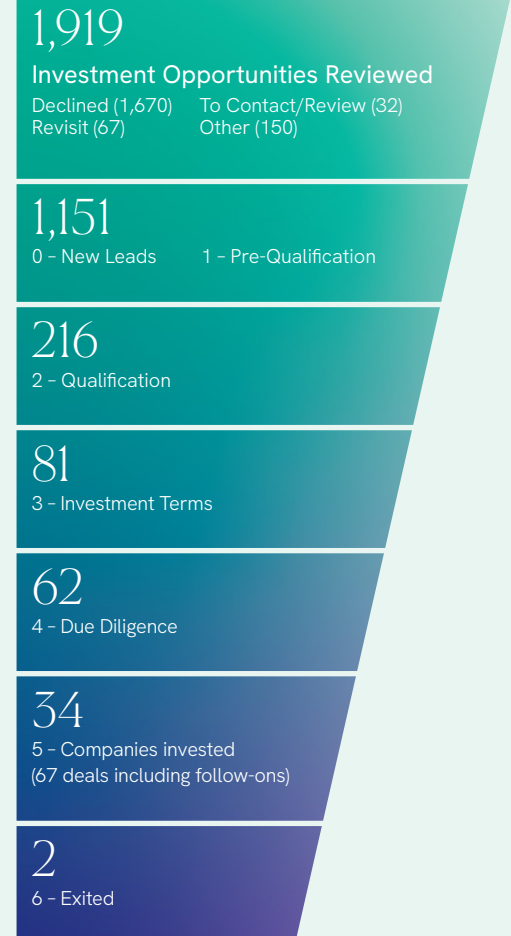 1,919
Investment Opportunities Reviewed
Declined (1,670) To Contact/Review (32)
Revisit (67) Other (150)
1,151
0 – New Leads 1 – Pre-Qualification
216
2 – Qualification
81
3 – Investment Terms
62
4 – Due Diligence
34
5 – Companies invested
(67 deals including follow-ons)
2
6 – Exited